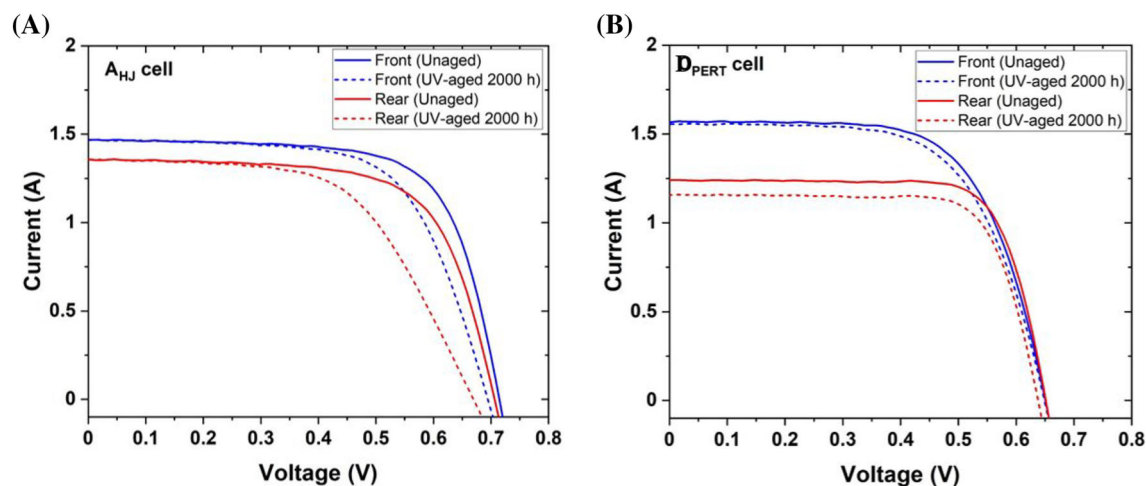 (A)
A_HJ cell
Front (Unaged)
Front (UV-aged 2000 h)
Rear (Unaged)
Rear (UV-aged 2000 h)
2
1.5
1
0.5
0
Current (A)
0 0.1 0.2 0.3 0.4 0.5 0.6 0.7 0.8
Voltage (V)
(B)
D_PERT cell
Front (Unaged)
Front (UV-aged 2000 h)
Rear (Unaged)
Rear (UV-aged 2000 h)
2
1.5
1
0.5
0
Current (A)
0 0.1 0.2 0.3 0.4 0.5 0.6 0.7 0.8
Voltage (V)